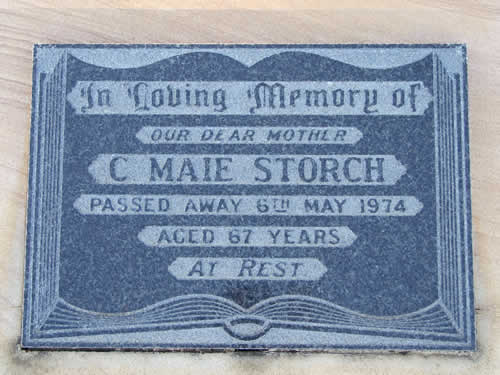 In Loving Memory of
OUR DEAR MOTHER
C MAIE STORCH
PASSED AWAY 6TH MAY 1974
AGED 67 YEARS
AT REST